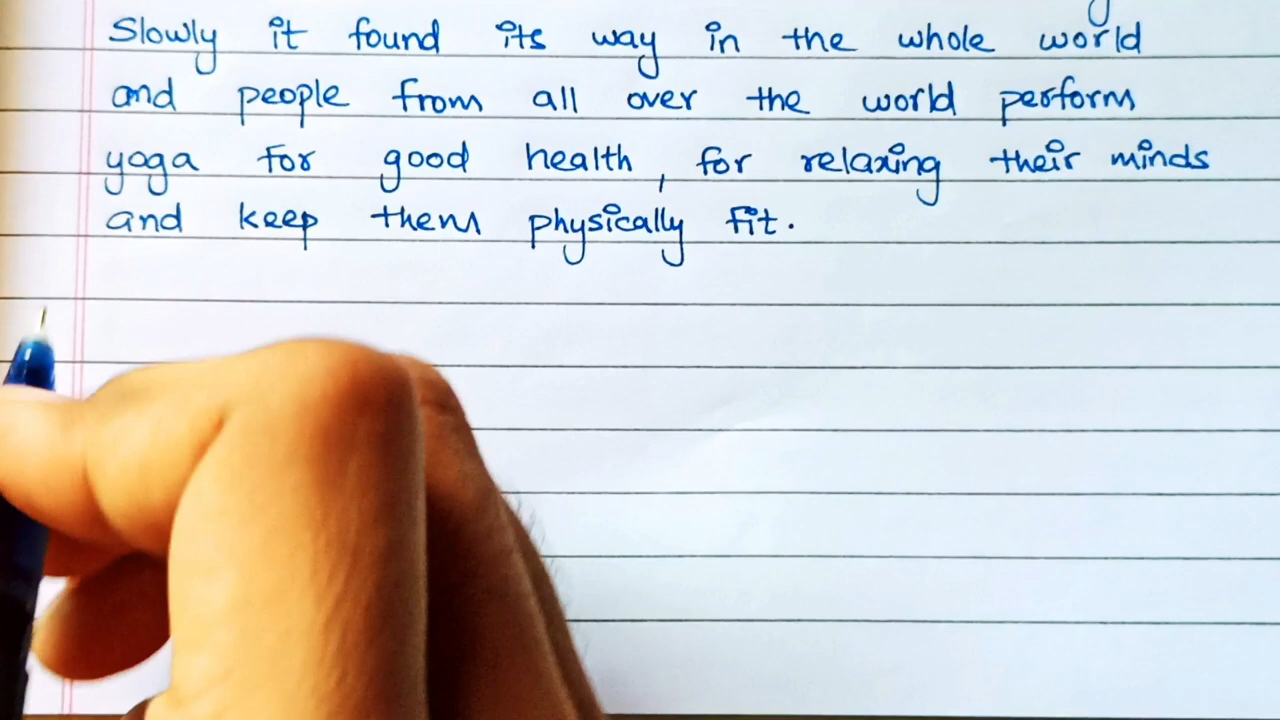 Slowly it found its way in the whole world
and people from all over the world perform
yoga for good health, for relaxing their minds
and keep them physically fit.